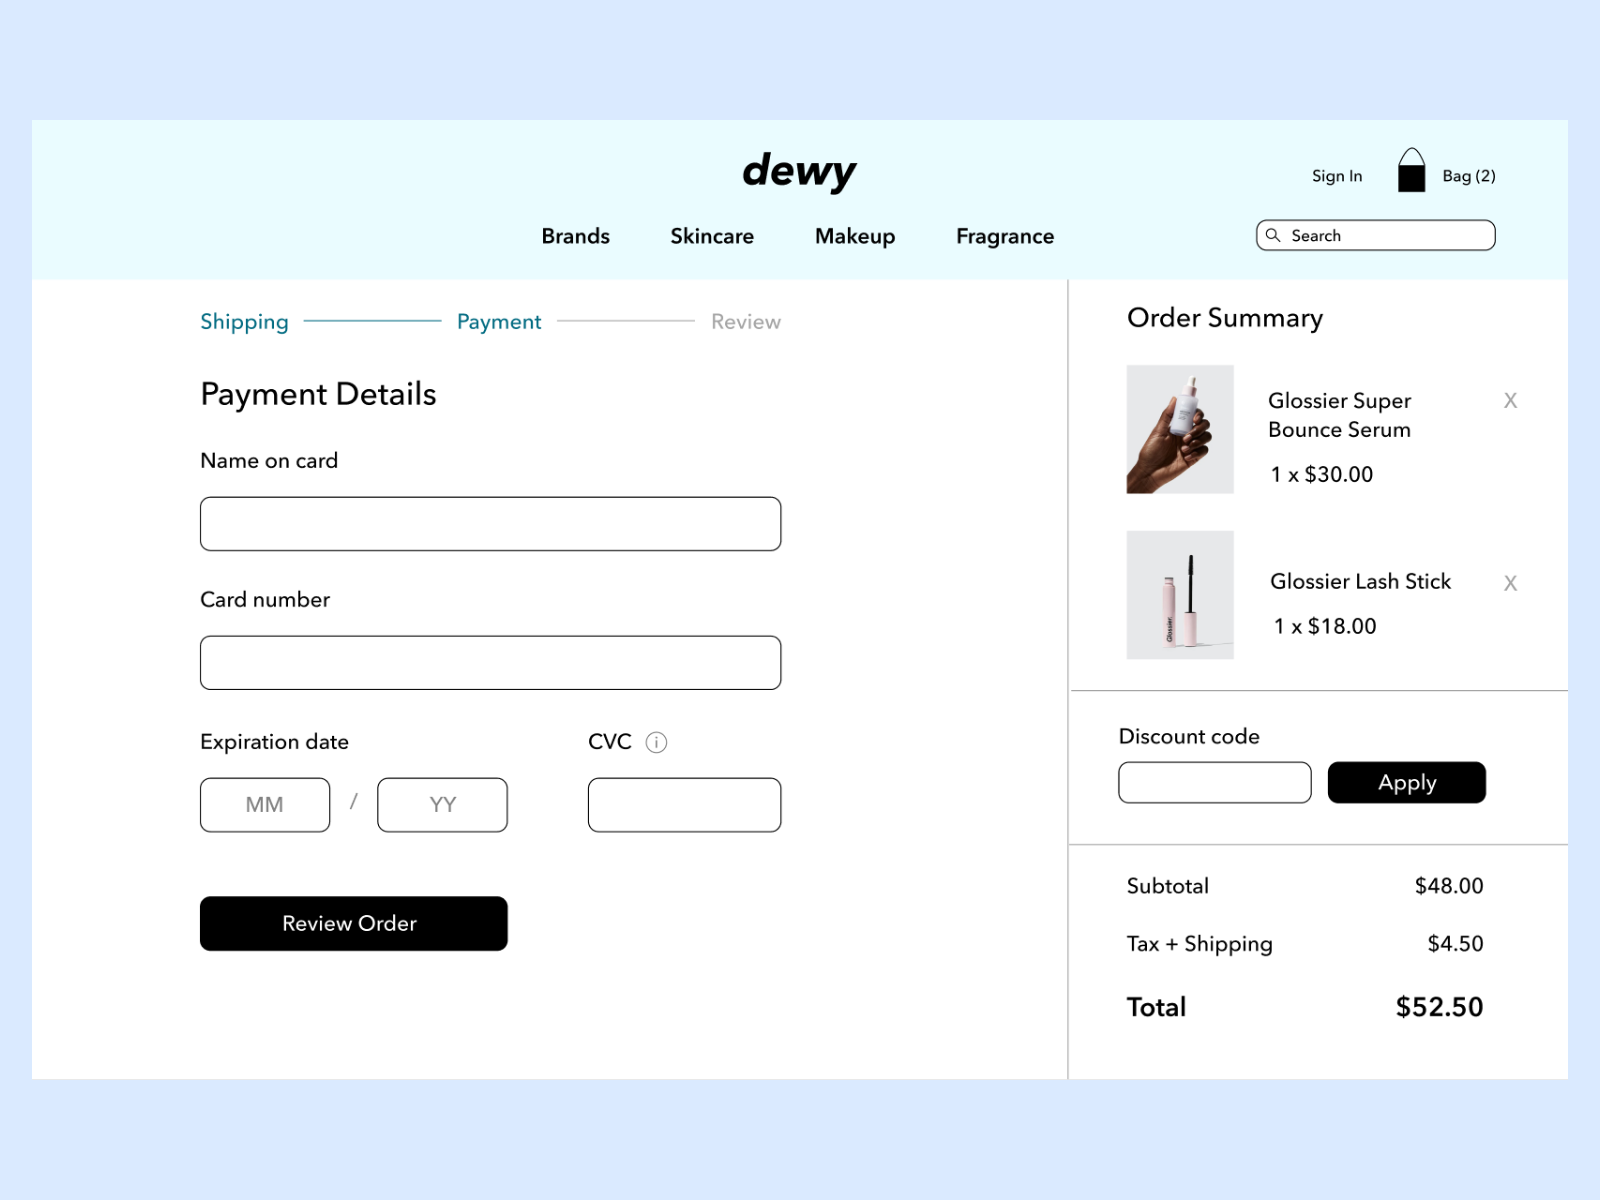 dewy
Sign In
Bag (2)
Brands Skincare Makeup Fragrance
Search
Shipping Payment Review
Payment Details
Name on card
Card number
Expiration date
CVC
MM / YY
Review Order
Order Summary
Glossier Super
Bounce Serum
X
1 x $30.00
Glossier.
Glossier Lash Stick
X
1 x $18.00
Discount code
Apply
Subtotal $48.00
Tax + Shipping $4.50
Total $52.50